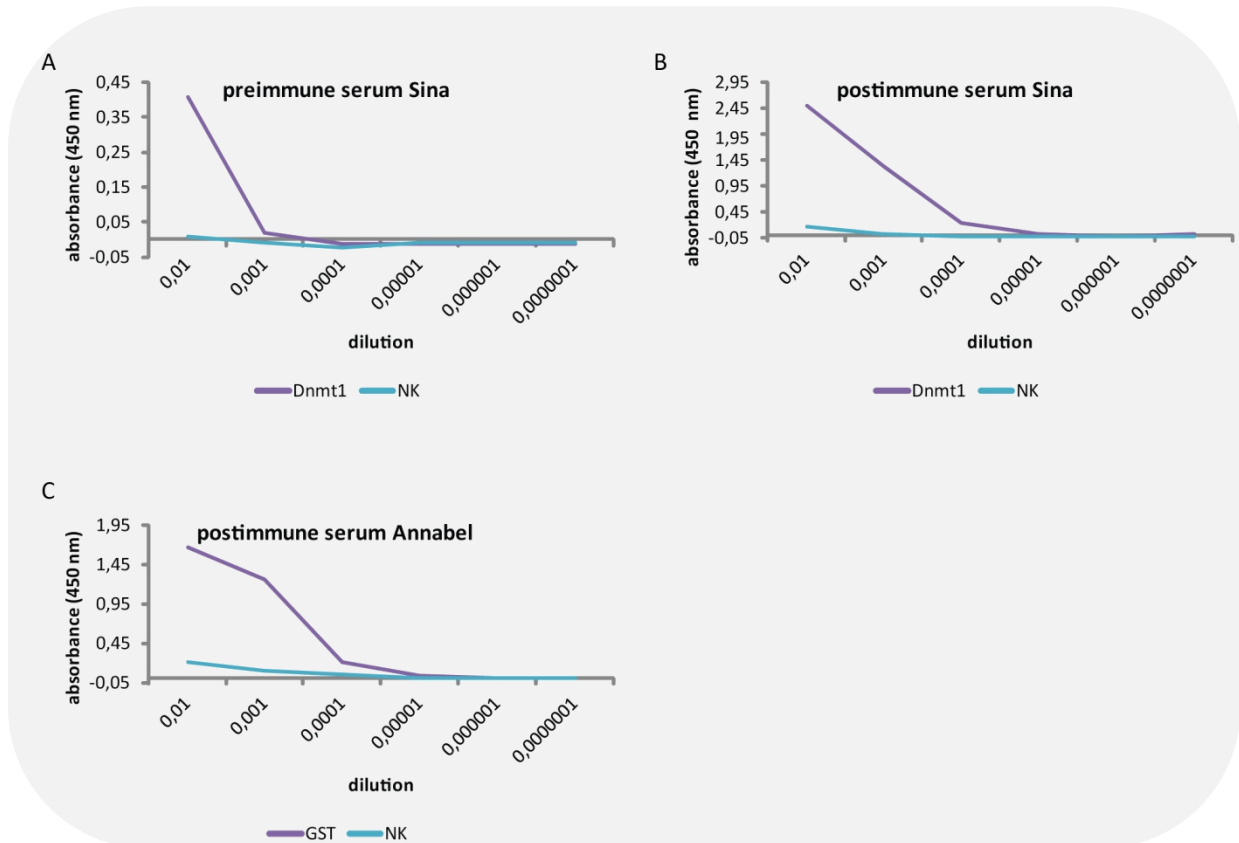 A
preimmune serum Sina
absorbance (450 nm)
0,45
0,35
0,25
0,15
0,05
-0,05
0,01
0,001
0,0001
0,00001
0,000001
0,0000001
dilution
Dnmt1 NK
B
postimmune serum Sina
absorbance (450 nm)
2,95
2,45
1,95
1,45
0,95
0,45
-0,05
0,01
0,001
0,0001
0,00001
0,000001
0,0000001
dilution
Dnmt1 NK
C
postimmune serum Annabel
absorbance (450 nm)
1,95
1,45
0,95
0,45
-0,05
0,01
0,001
0,0001
0,00001
0,000001
0,0000001
dilution
GST NK